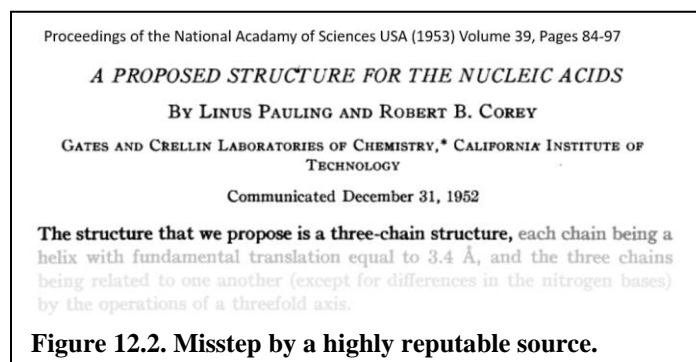 Proceedings of the National Acadamy of Sciences USA (1953) Volume 39, Pages 84-97
A PROPOSED STRUCTURE FOR THE NUCLEIC ACIDS
BY LINUS PAULING AND ROBERT B. COREY
GATES AND CRELLIN LABORATORIES OF CHEMISTRY,* CALIFORNIA INSTITUTE OF
TECHNOLOGY
Communicated December 31, 1952
The structure that we propose is a three-chain structure, each chain being a
helix with fundamental translation equal to 3.4 Å, and the three chains
being related to one another (except for differences in the nitrogen bases)
by the operations of a threefold axis.
Figure 12.2. Misstep by a highly reputable source.